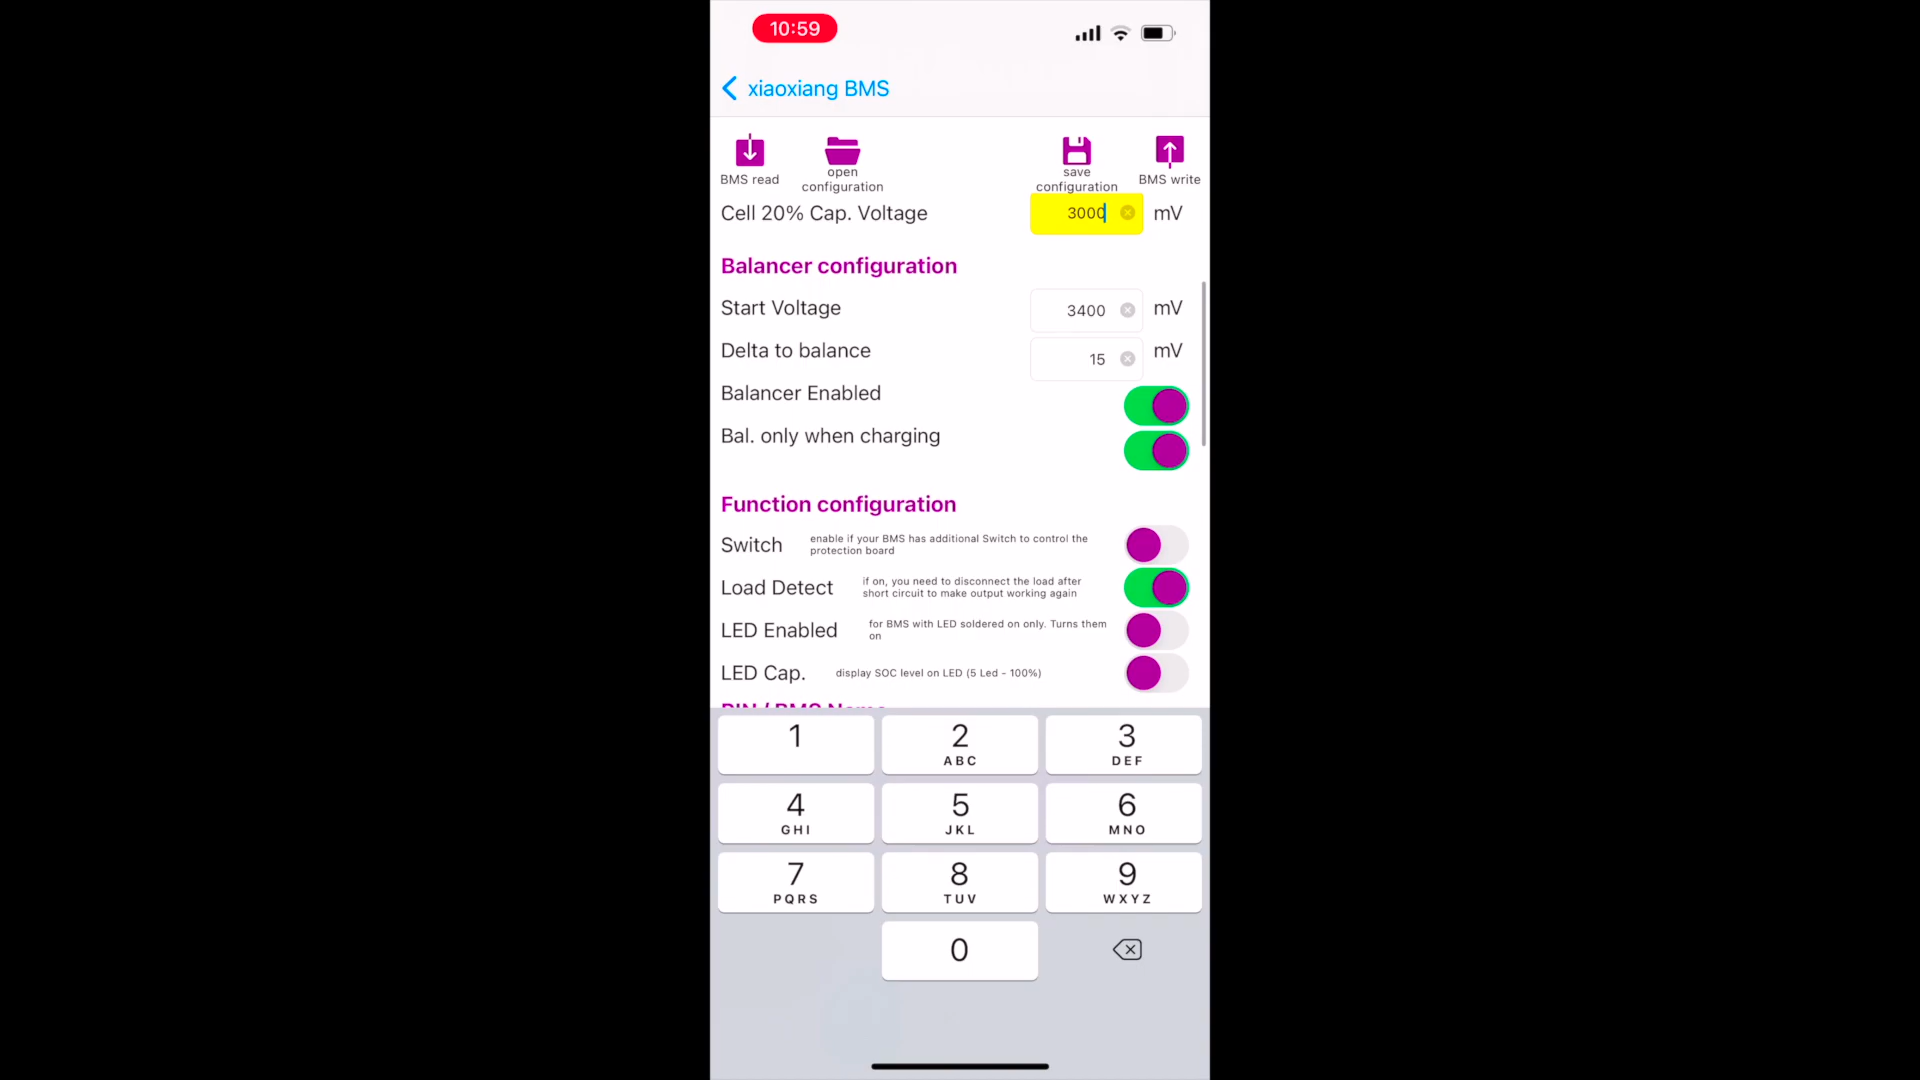 10:59
xiaoxiang BMS
BMS read
open
configuration
save
configuration
BMS write
Cell 20% Cap. Voltage 3000 mV
Balancer configuration
Start Voltage 3400 mV
Delta to balance 15 mV
Balancer Enabled
Bal. only when charging
Function configuration
Switch enable if your BMS has additional Switch to control the
protection board
Load Detect if on, you need to disconnect the load after
short circuit to make output working again
LED Enabled for BMS with LED soldered on only. Turns them
on
LED Cap. display SOC level on LED (5 Led - 100%)
PIN / BMS Name
1 2 3
ABC DEF
4 5 6
GHI JKL MNO
7 8 9
PQRS TUV WXYZ
0